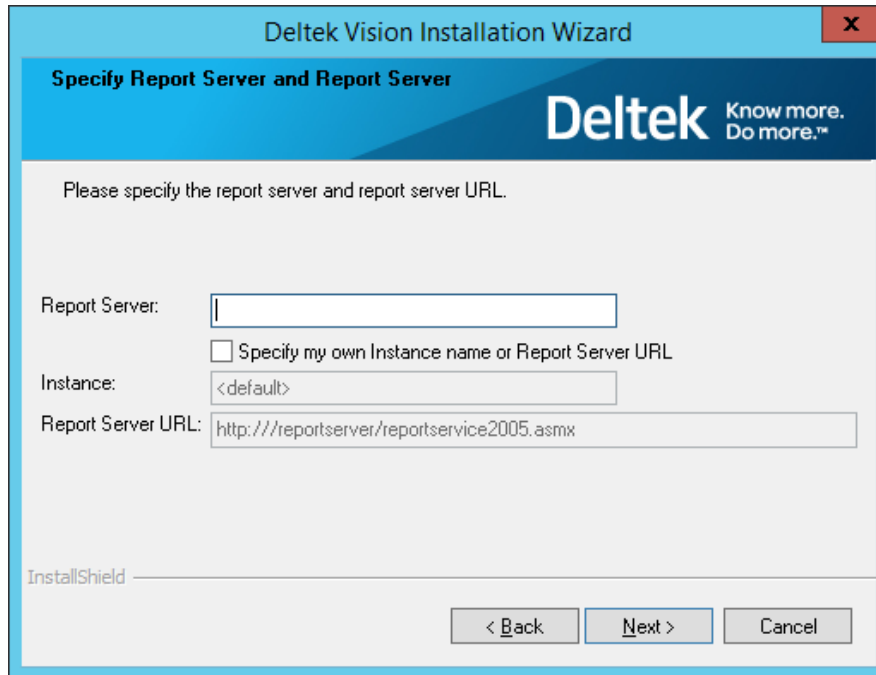 Deltek Vision Installation Wizard
x
Specify Report Server and Report Server
Deltek Know more.
Do more.™
Please specify the report server and report server URL.
Report Server:
Specify my own Instance name or Report Server URL
Instance: <default>
Report Server URL: http:///reportserver/reportservice2005.asmx
InstallShield
< Back Next > Cancel